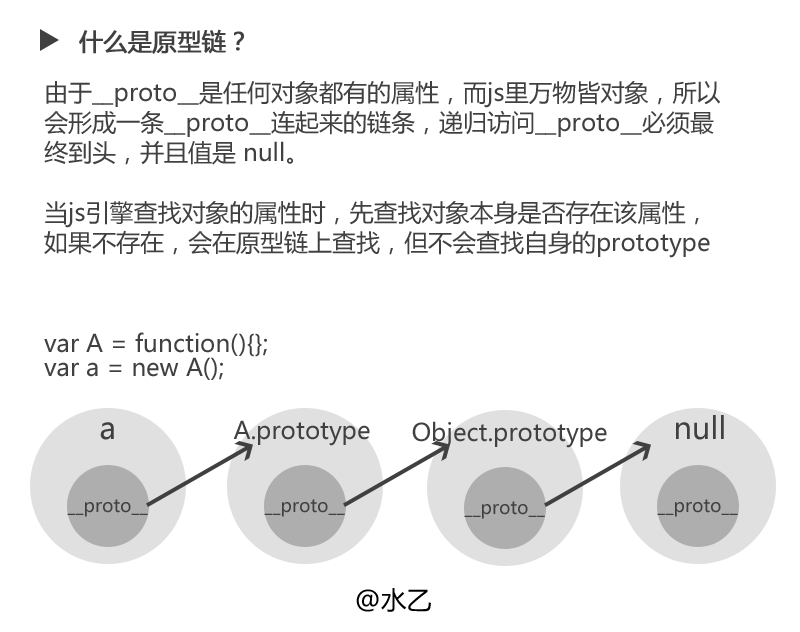 什么是原型链？
由于__proto__是任何对象都有的属性，而js里万物皆对象，所以
会形成一条__proto__连起来的链条，递归访问__proto__必须最
终到头，并且值是 null。
当js引擎查找对象的属性时，先查找对象本身是否存在该属性，
如果不存在，会在原型链上查找，但不会查找自身的prototype
var A = function(){};
var a = new A();
a
A.prototype
Object.prototype
null
__proto__
__proto__
__proto__
__proto__
@水乙